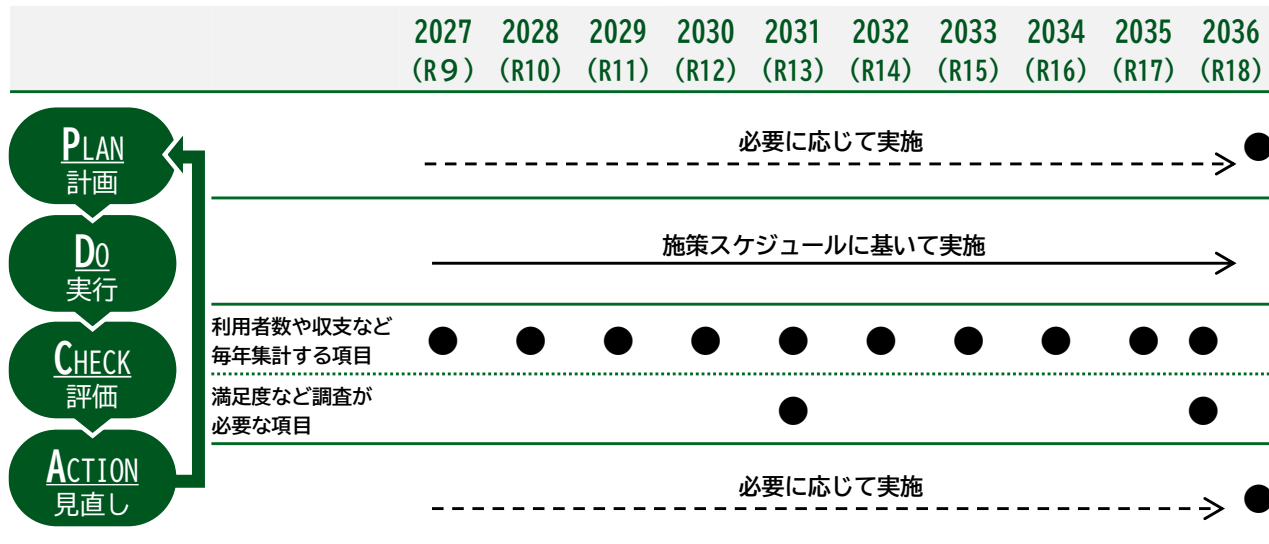 2027 2028 2029 2030 2031 2032 2033 2034 2035 2036
(R９) (R10) (R11) (R12) (R13) (R14) (R15) (R16) (R17) (R18)
PLAN
計画
必要に応じて実施
DO
実行
施策スケジュールに基いて実施
CHECK
評価
利用者数や収支など
毎年集計する項目
満足度など調査が
必要な項目
ACTION
見直し
必要に応じて実施